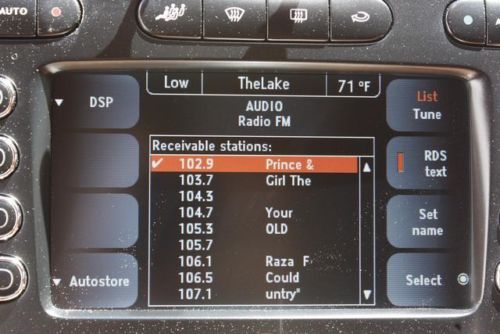 AUTO
Low TheLake 71 °F
DSP
AUDIO
Radio FM
List
Tune
Receivable stations:
✔ 102.9 Prince &
103.7 Girl The
104.3
104.7 Your
105.3 OLD
105.7
106.1 Raza F
106.5 Could
107.1 untry"
RDS
text
Set
name
Autostore
Select